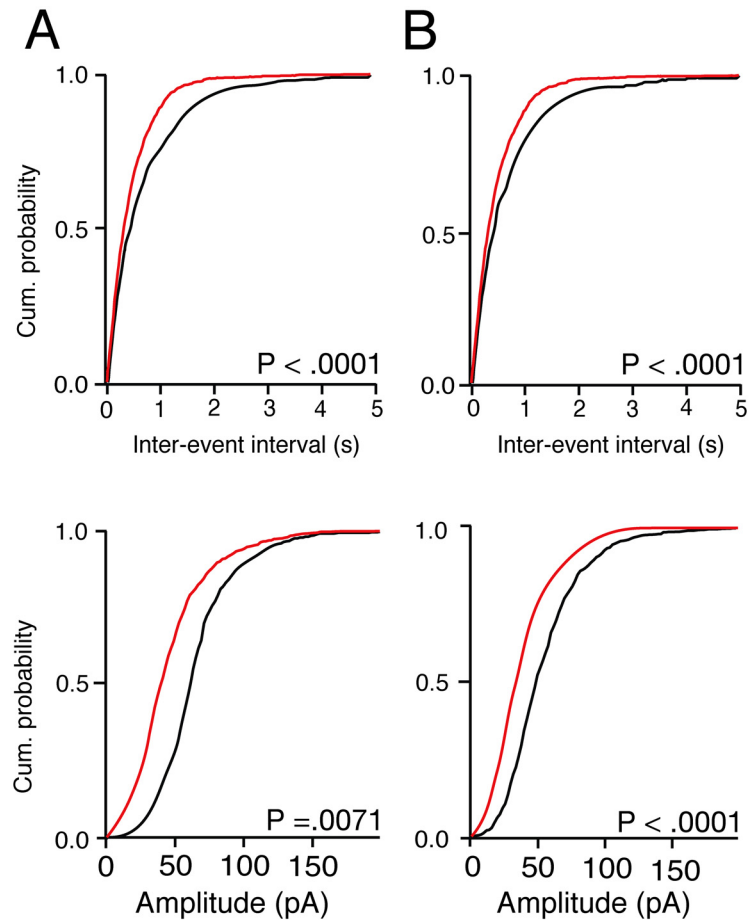 A
B
1.0
0.5
0.0
Cum. probability
P < .0001
0 1 2 3 4 5
Inter-event interval (s)
1.0
0.5
0.0
P < .0001
0 1 2 3 4 5
Inter-event interval (s)
1.0
0.5
0.0
Cum. probability
P =.0071
0 50 100 150
Amplitude (pA)
1.0
0.5
0.0
P < .0001
0 50 100 150
Amplitude (pA)